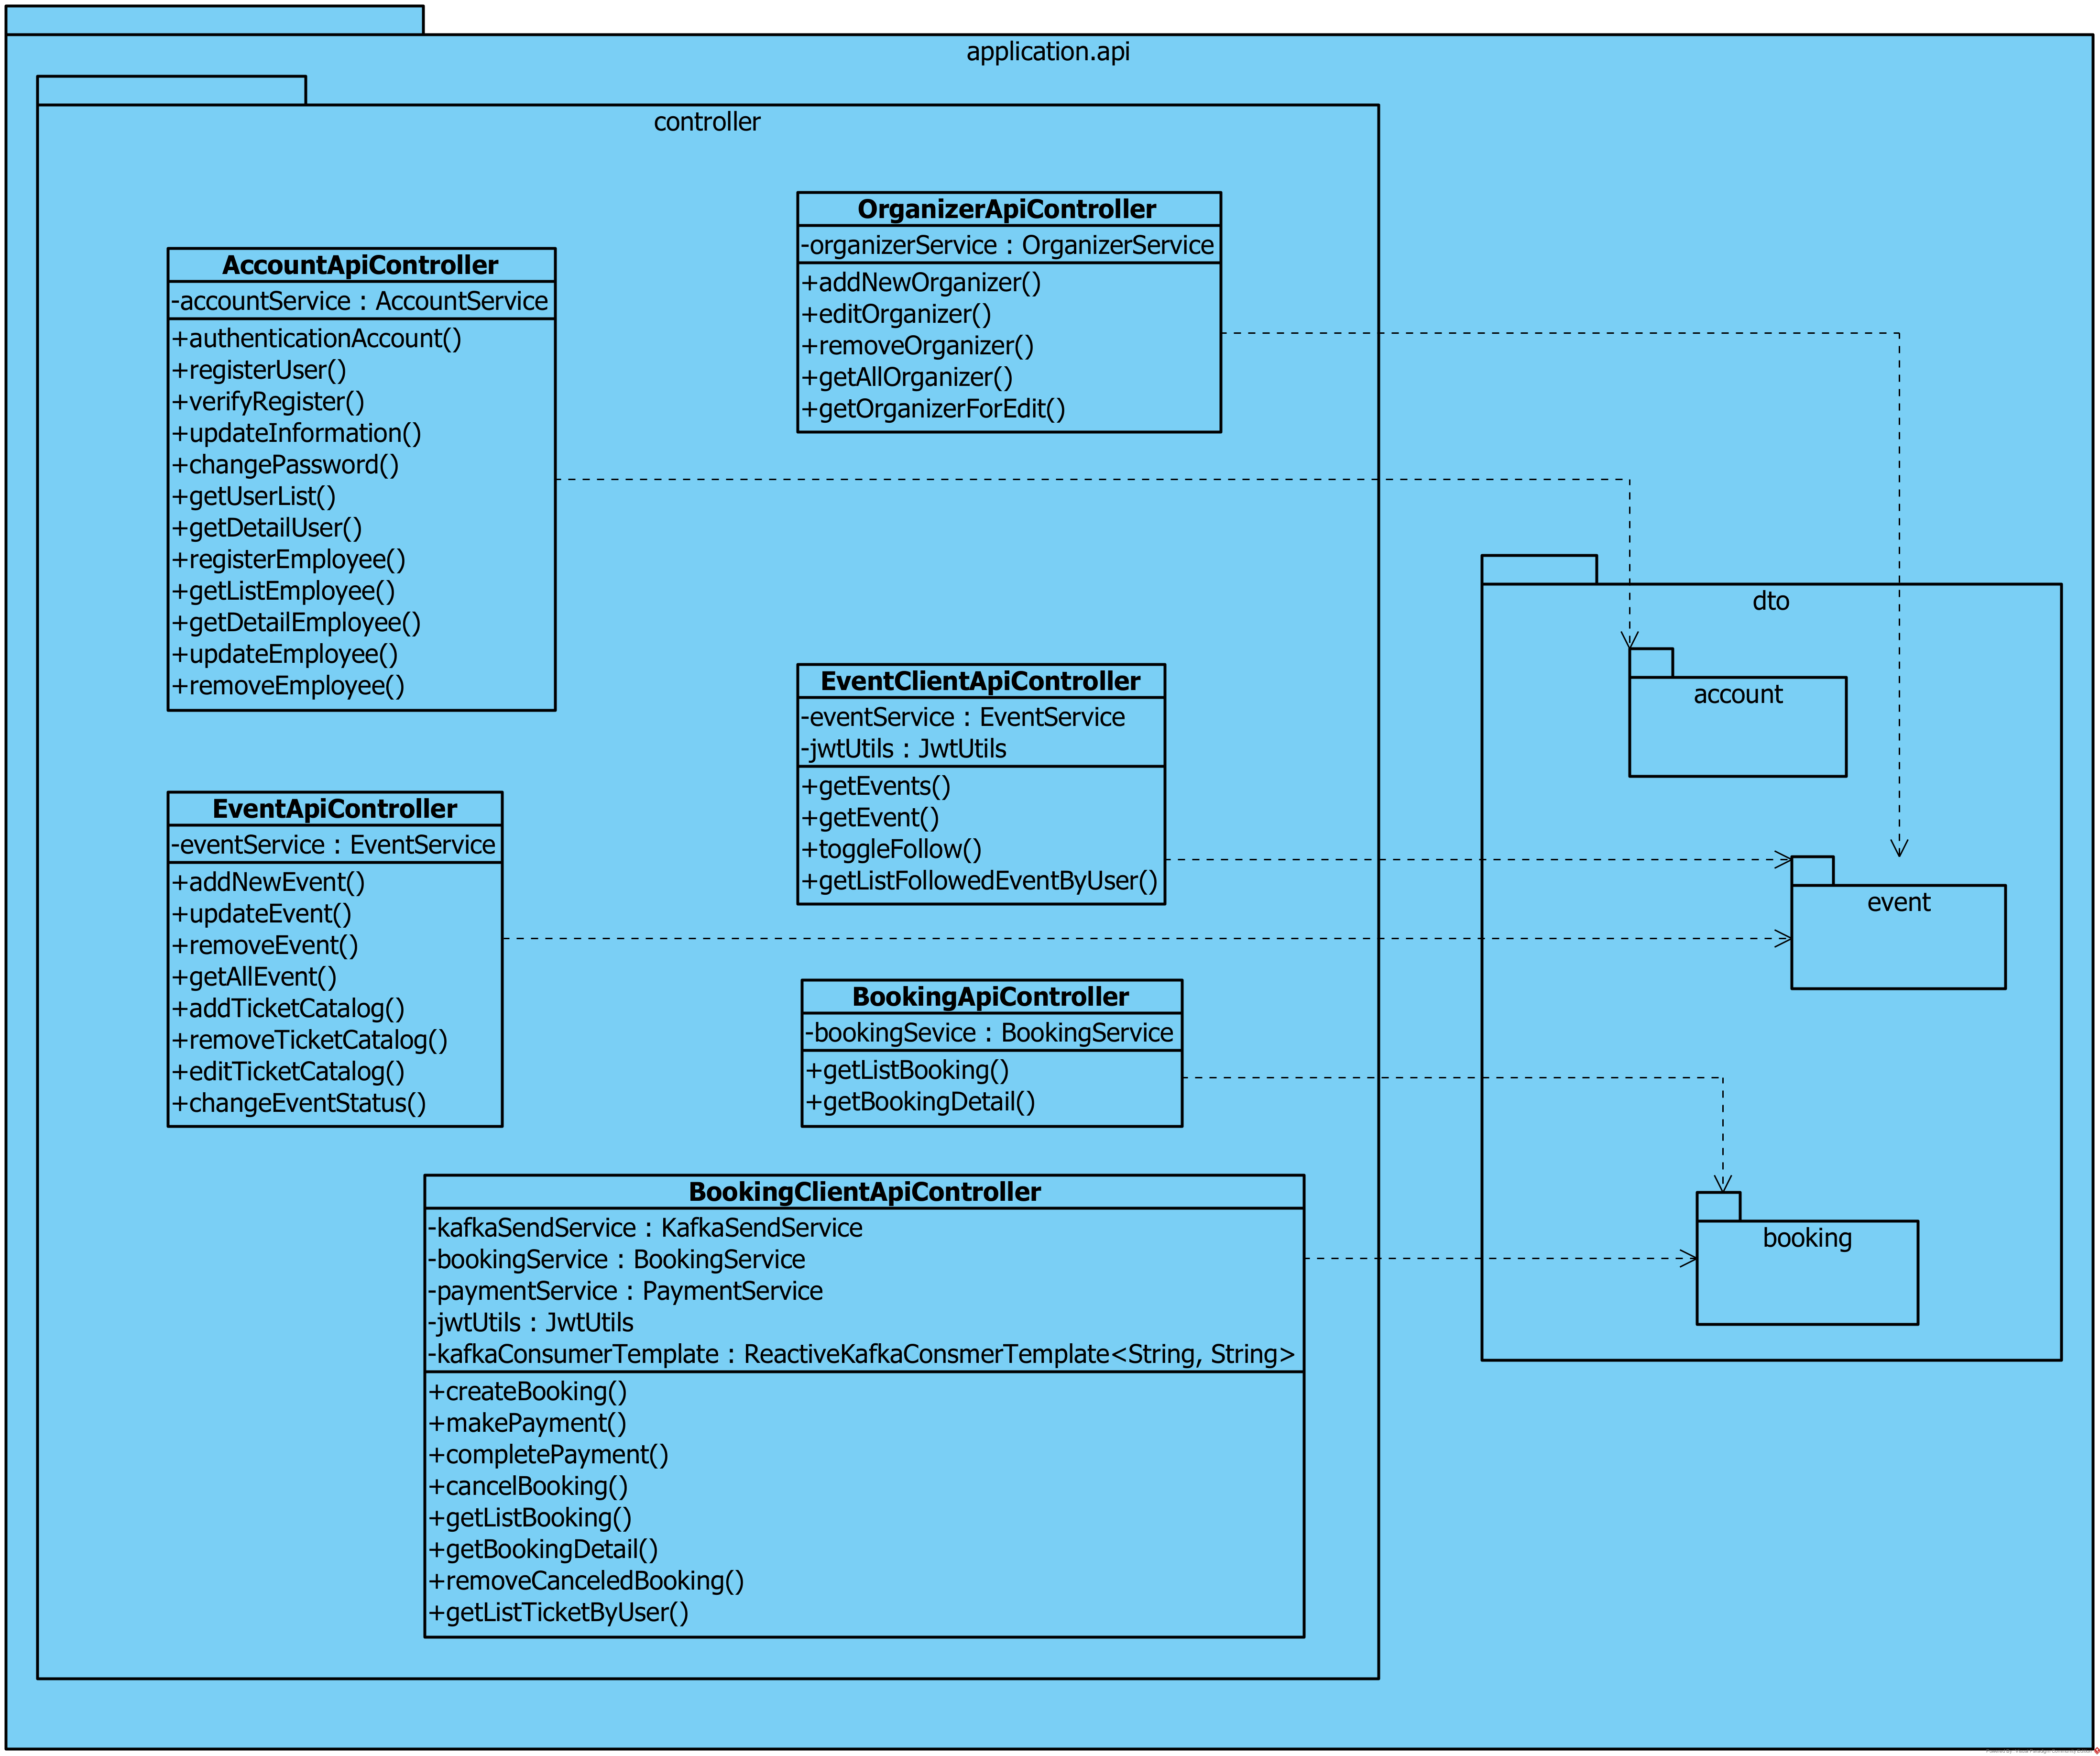 application.api
controller
OrganizerApiController
-organizerService : OrganizerService
+addNewOrganizer()
+editOrganizer()
+removeOrganizer()
+getAllOrganizer()
+getOrganizerForEdit()
AccountApiController
-accountService : AccountService
+authenticationAccount()
+registerUser()
+verifyRegister()
+updateInformation()
+changePassword()
+getUserList()
+getDetailUser()
+registerEmployee()
+getListEmployee()
+getDetailEmployee()
+updateEmployee()
+removeEmployee()
EventClientApiController
-eventService : EventService
-jwtUtils : JwtUtils
+getEvents()
+getEvent()
+toggleFollow()
+getListFollowedEventByUser()
EventApiController
-eventService : EventService
+addNewEvent()
+updateEvent()
+removeEvent()
+getAllEvent()
+addTicketCatalog()
+removeTicketCatalog()
+editTicketCatalog()
+changeEventStatus()
BookingApiController
-bookingSevice : BookingService
+getListBooking()
+getBookingDetail()
BookingClientApiController
-kafkaSendService : KafkaSendService
-bookingService : BookingService
-paymentService : PaymentService
-jwtUtils : JwtUtils
-kafkaConsumerTemplate : ReactiveKafkaConsmerTemplate<String, String>
+createBooking()
+makePayment()
+completePayment()
+cancelBooking()
+getListBooking()
+getBookingDetail()
+removeCanceledBooking()
+getListTicketByUser()
dto
account
event
booking